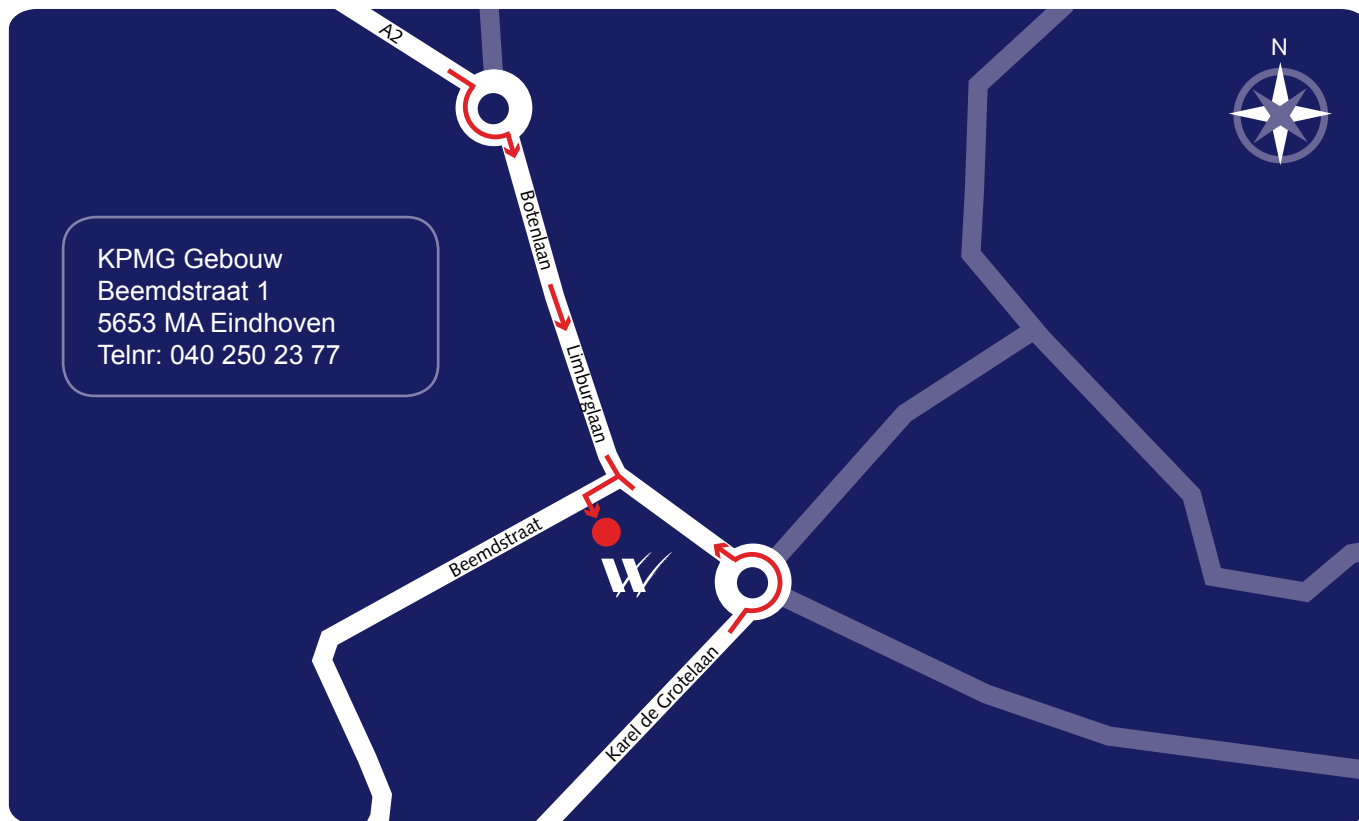 A2
N
Botenlaan
KPMG Gebouw
Beemdstraat 1
5653 MA Eindhoven
Telnr: 040 250 23 77
Limburglaan
Beemdstraat
W
Karel de Grotelaan